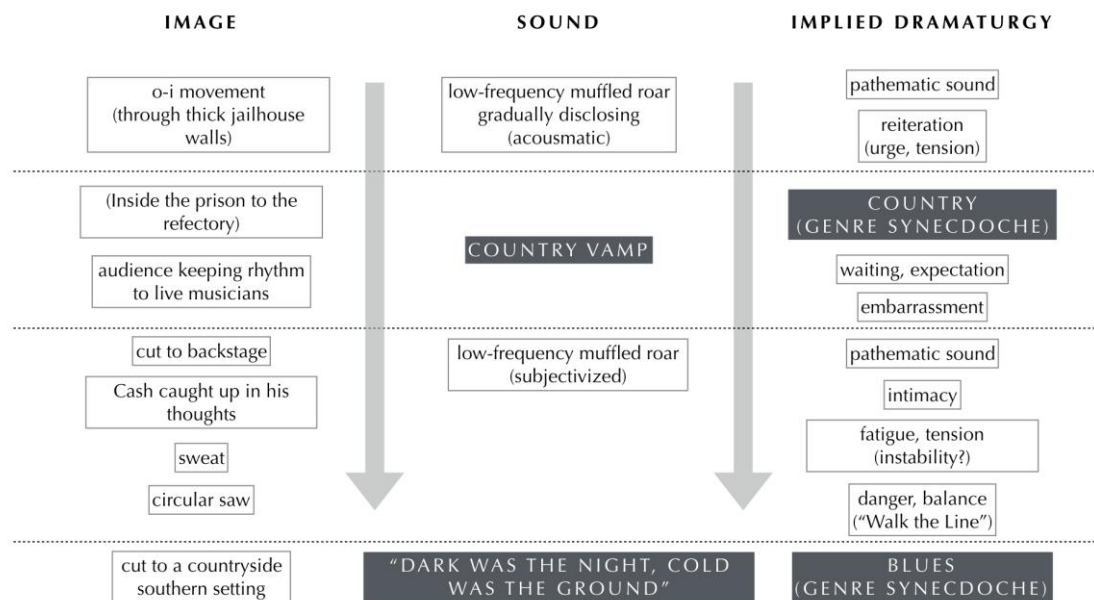 IMAGE
SOUND
IMPLIED DRAMATURGY
o-i movement
(through thick jailhouse
walls)
low-frequency muffled roar
gradually disclosing
(acousmatic)
pathematic sound
reiteration
(urge, tension)
(Inside the prison to the
refectory)
audience keeping rhythm
to live musicians
COUNTRY VAMP
COUNTRY
(GENRE SYNECDOCHE)
waiting, expectation
embarrassment
cut to backstage
Cash caught up in his
thoughts
sweat
circular saw
low-frequency muffled roar
(subjectivized)
pathematic sound
intimacy
fatigue, tension
(instability?)
danger, balance
(“Walk the Line”)
cut to a countryside
southern setting
“DARK WAS THE NIGHT, COLD
WAS THE GROUND”
BLUES
(GENRE SYNECDOCHE)